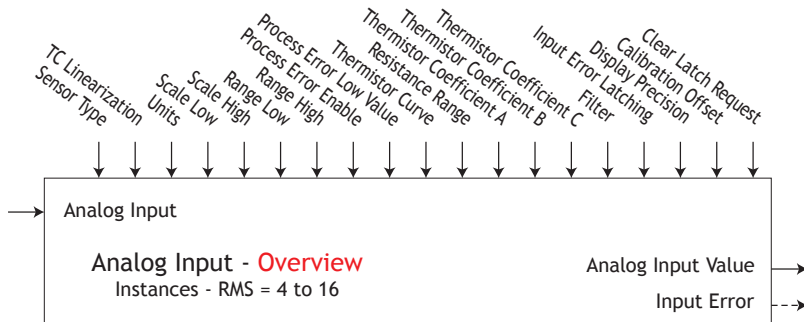 Sensor Type
TC Linearization
Units
Scale Low
Scale High
Range Low
Range High
Process Error Enable
Process Error Low Value
Thermistor Curve
Resistance Range
Thermistor Coefficient A
Thermistor Coefficient B
Thermistor Coefficient C
Filter
Input Error Latching
Display Precision
Calibration Offset
Clear Latch Request
Analog Input
Analog Input - Overview
Instances - RMS = 4 to 16
Analog Input Value
Input Error